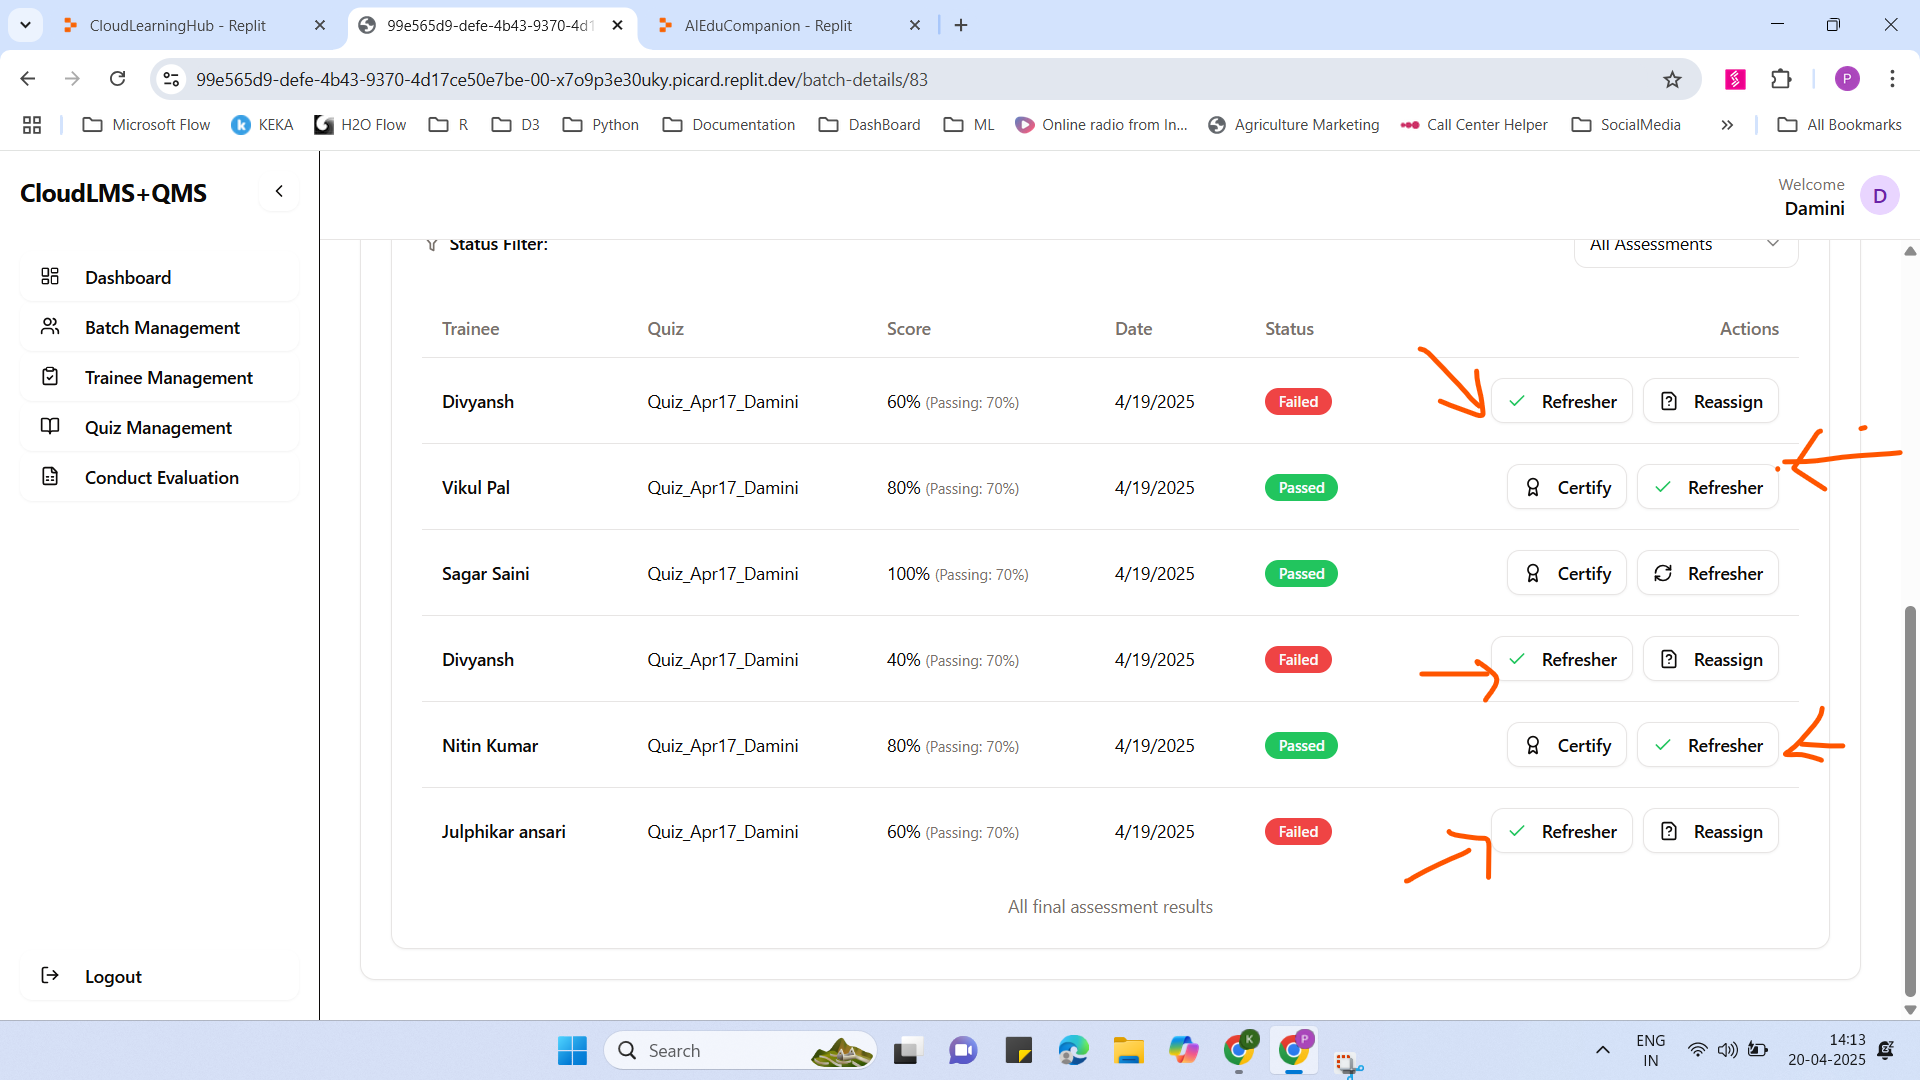 CloudLearningHub - Replit
99e565d9-defe-4b43-9370-4d1
AIEduCompanion - Replit
99e565d9-defe-4b43-9370-4d17ce50e7be-00-x7o9p3e30uky.picard.replit.dev/batch-details/83
P
Microsoft Flow
KEKA
H2O Flow
R
D3
Python
Documentation
DashBoard
ML
Online radio from In...
Agriculture Marketing
Call Center Helper
SocialMedia
All Bookmarks
CloudLMS+QMS
Welcome
Damini
D
Dashboard
Batch Management
Trainee Management
Quiz Management
Conduct Evaluation
Logout
Status Filter:
All Assessments
Trainee Quiz Score Date Status Actions
Divyansh Quiz_Apr17_Damini 60% (Passing: 70%) 4/19/2025 Failed Refresher Reassign
Vikul Pal Quiz_Apr17_Damini 80% (Passing: 70%) 4/19/2025 Passed Certify Refresher
Sagar Saini Quiz_Apr17_Damini 100% (Passing: 70%) 4/19/2025 Passed Certify Refresher
Divyansh Quiz_Apr17_Damini 40% (Passing: 70%) 4/19/2025 Failed Refresher Reassign
Nitin Kumar Quiz_Apr17_Damini 80% (Passing: 70%) 4/19/2025 Passed Certify Refresher
Julphikar ansari Quiz_Apr17_Damini 60% (Passing: 70%) 4/19/2025 Failed Refresher Reassign
All final assessment results
Search
K
P
ENG
IN
14:13
20-04-2025